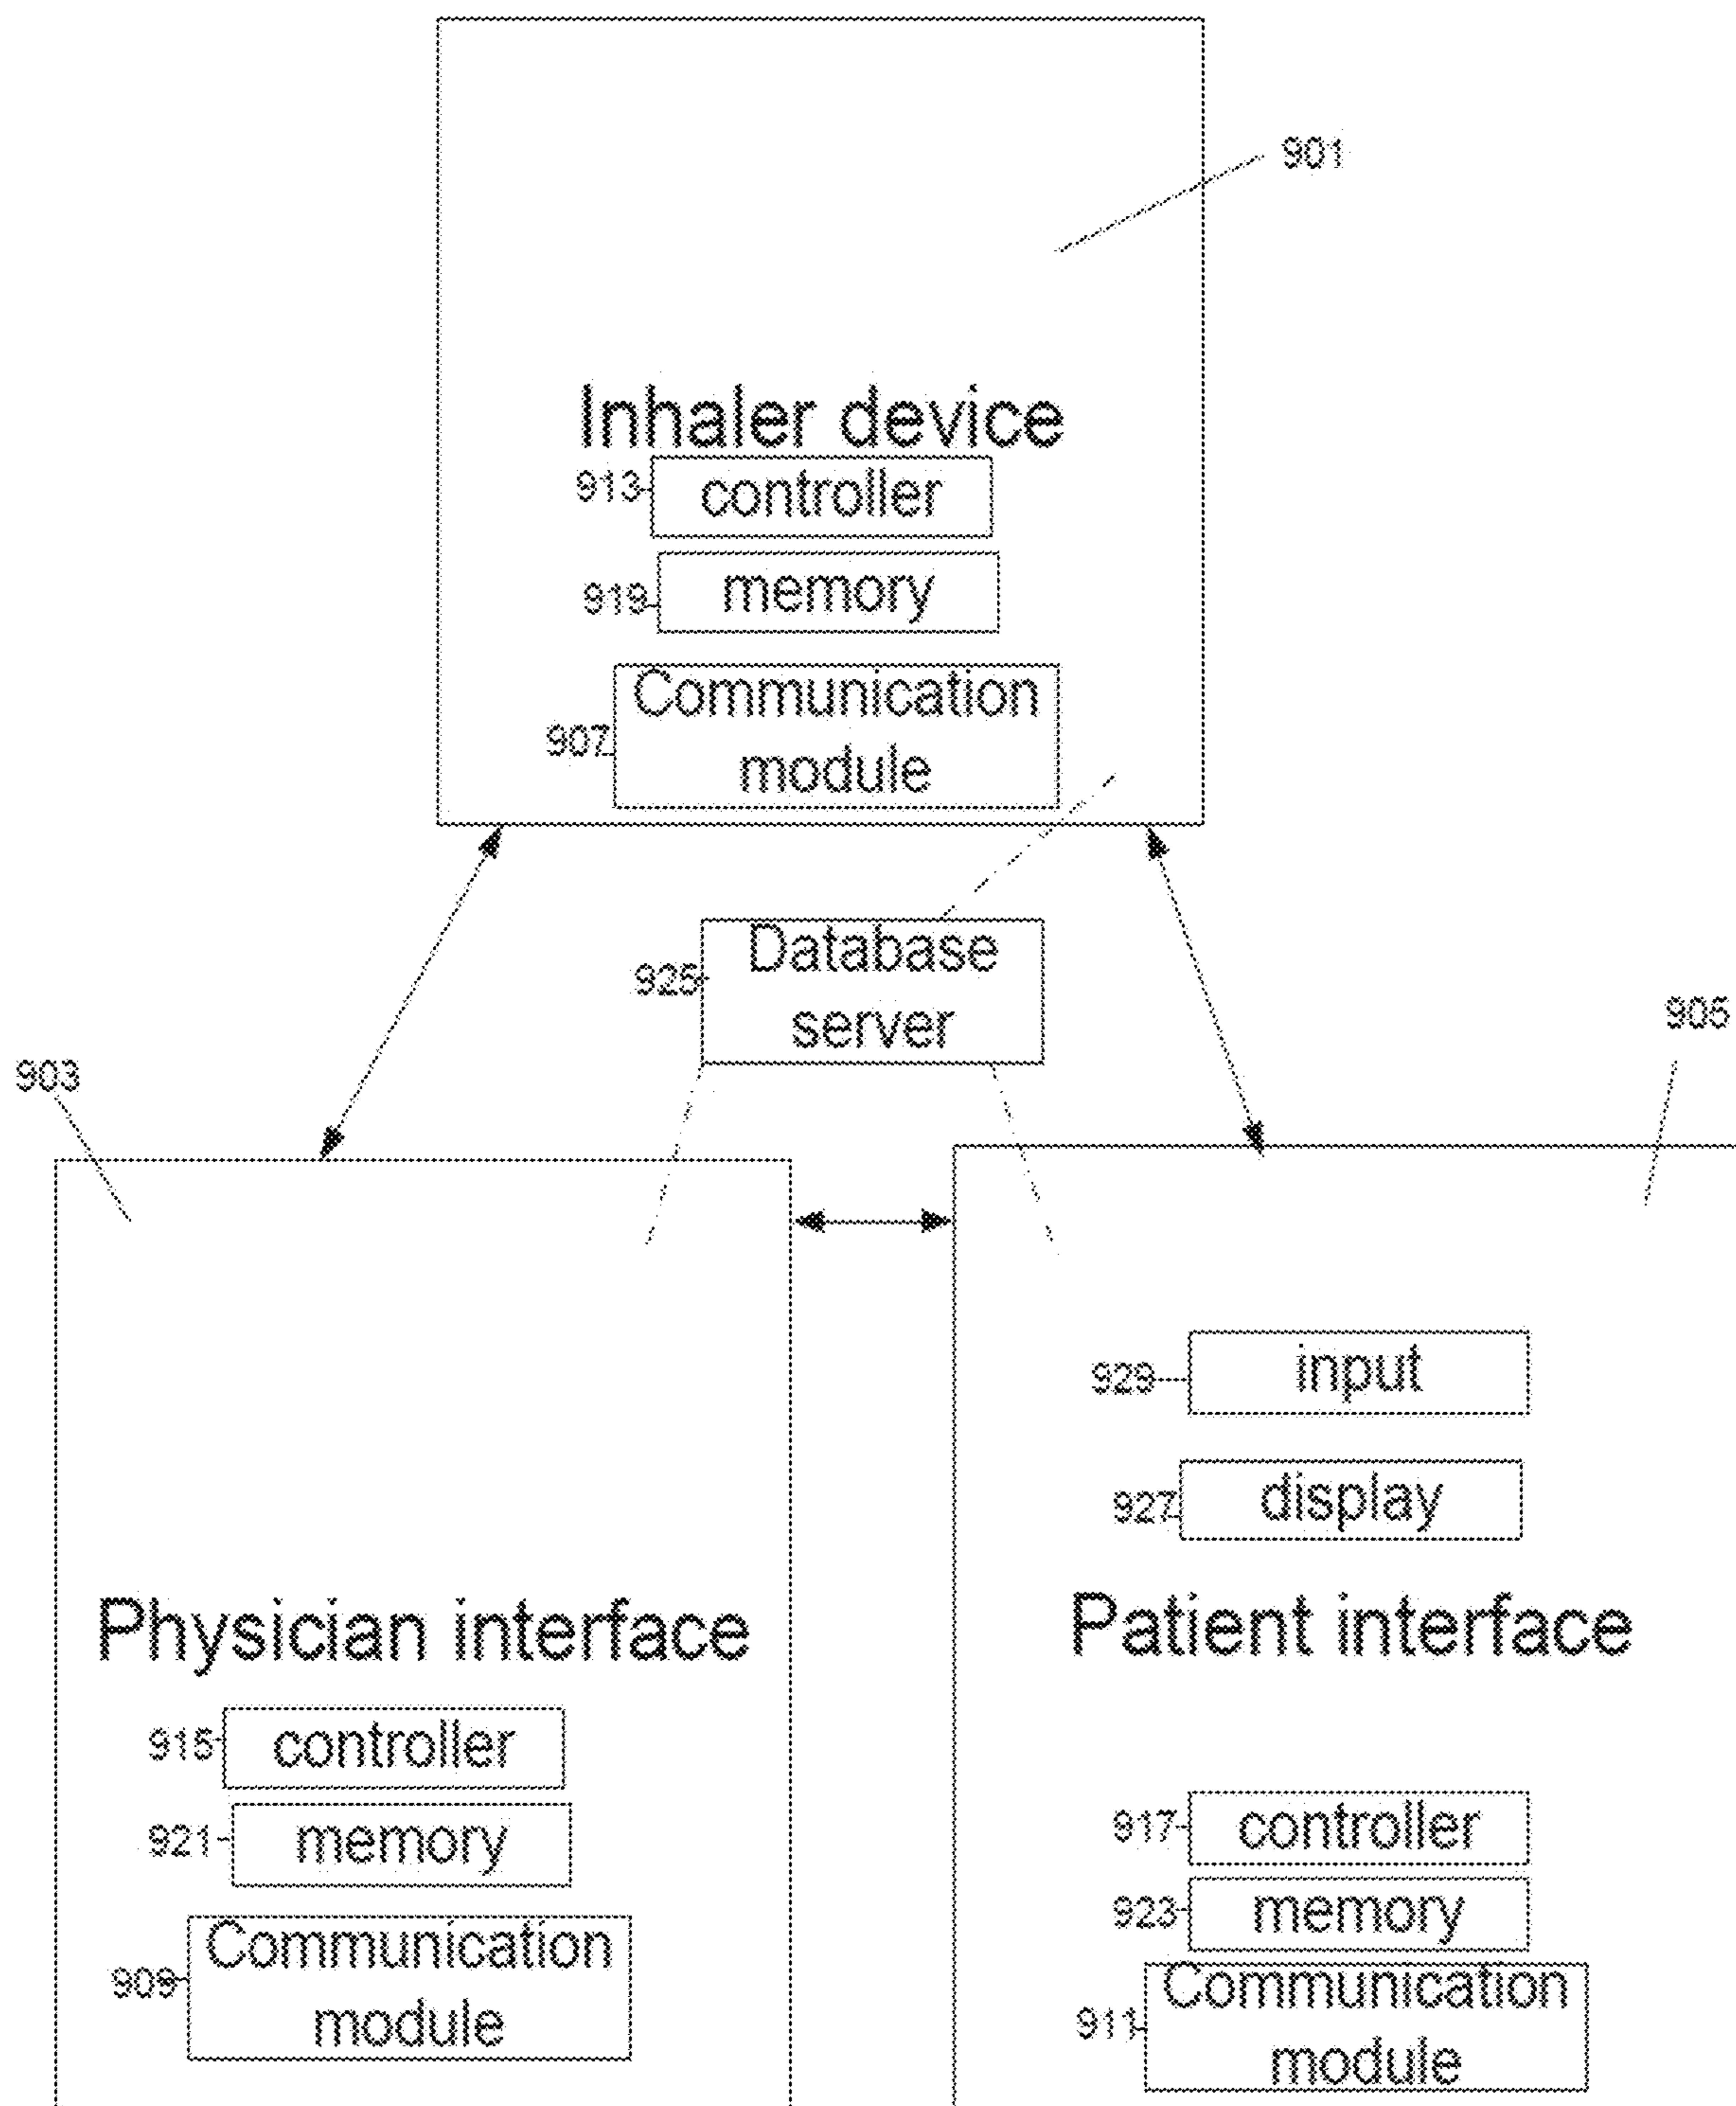 901
Inhaler device
913 controller
919 memory
907 Communication
module
925 Database
server
905
903
929 input
927 display
Physician interface
Patient interface
915 controller
921 memory
909 Communication
module
917 controller
923 memory
911 Communication
module